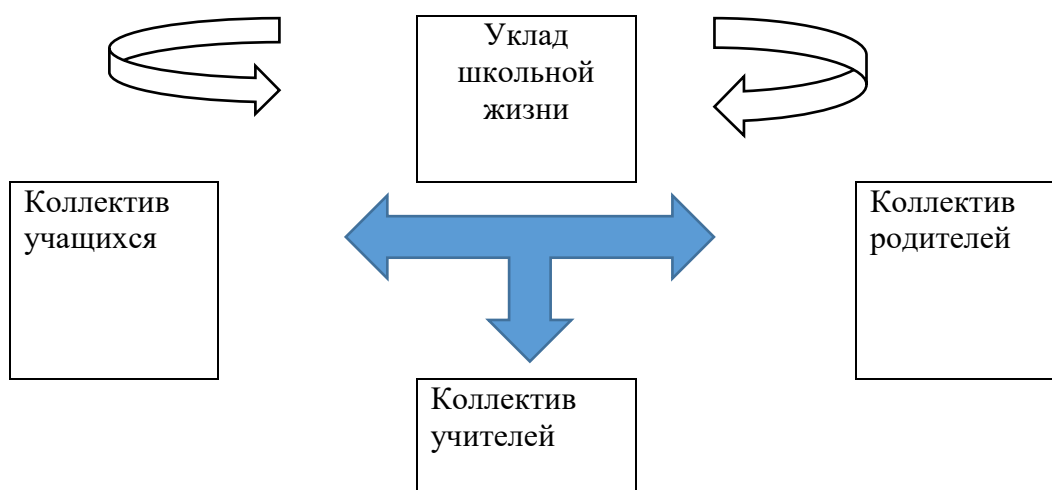 Уклад
школьной
жизни
Коллектив
учащихся
Коллектив
родителей
Коллектив
учителей